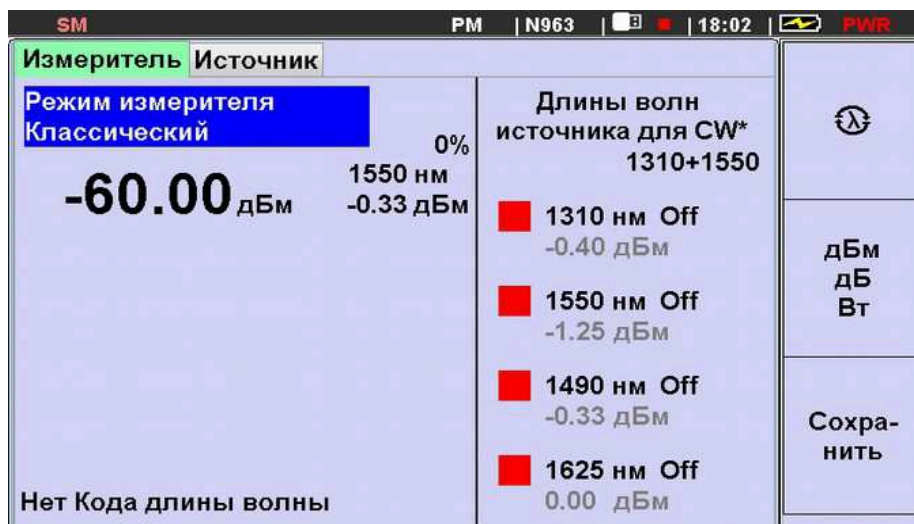 SM PM | N963 | | 18:02 | PWR
Измеритель Источник
Режим измерителя
Классический
0%
1550 нм
-60.00 дБм
-0.33 дБм
Нет Кода длины волны
Длины волн
источника для CW*
1310+1550
1310 нм Off
-0.40 дБм
1550 нм Off
-1.25 дБм
1490 нм Off
-0.33 дБм
1625 нм Off
0.00 дБм
λ
дБм
дБ
Вт
Сохра-
нить